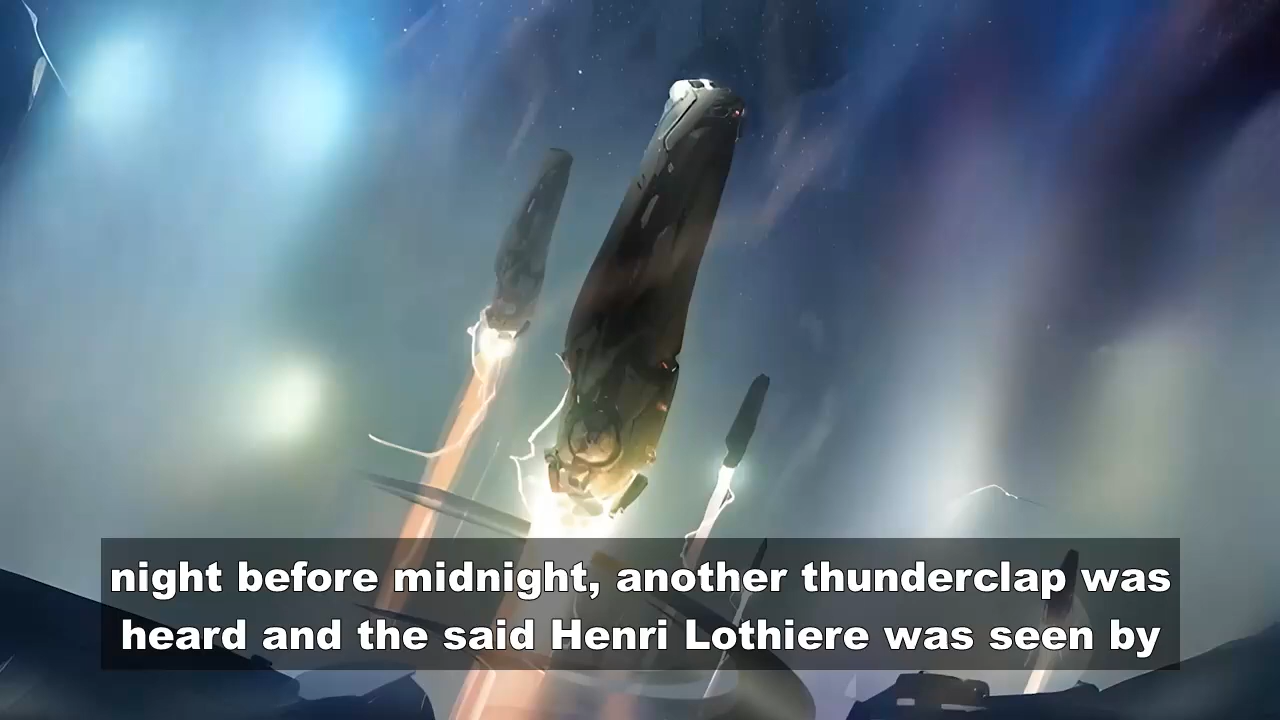 night before midnight, another thunderclap was
heard and the said Henri Lothiere was seen by